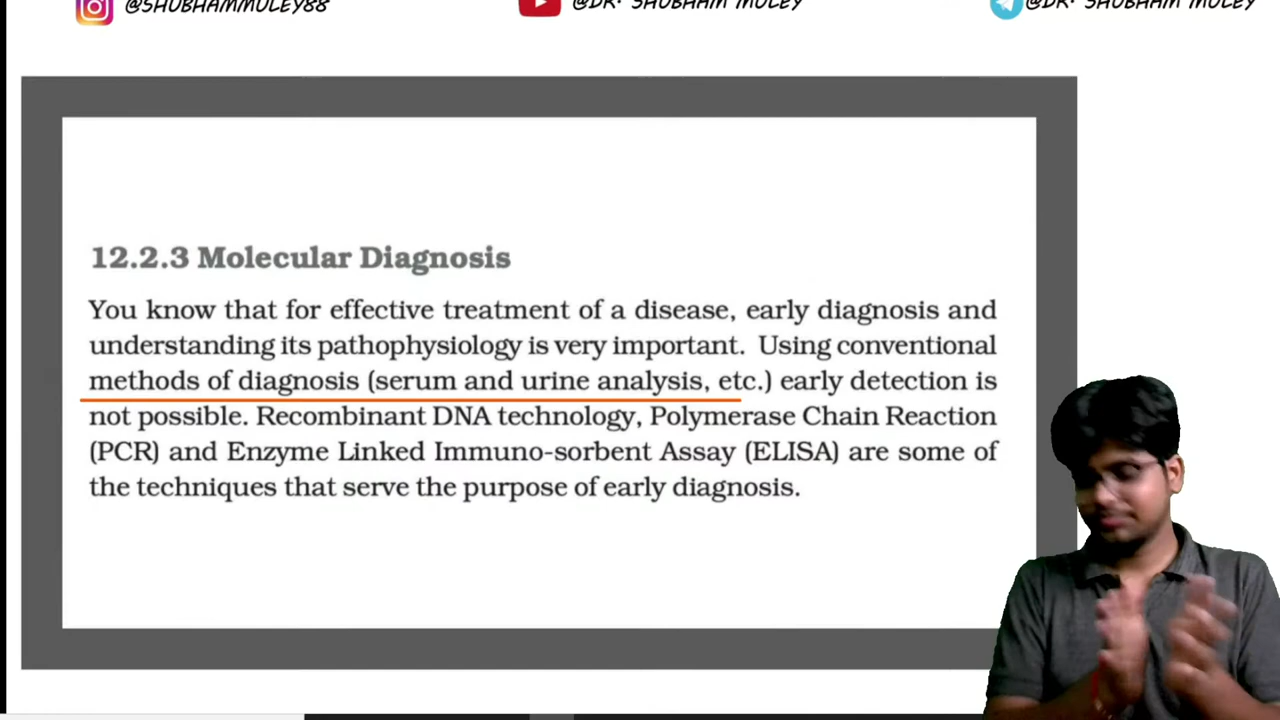 @SHUBHAMMULEY88 @DR. SHUBHAM MULEY @DR. SHUBHAM MULEY
12.2.3 Molecular Diagnosis
You know that for effective treatment of a disease, early diagnosis and
understanding its pathophysiology is very important. Using conventional
methods of diagnosis (serum and urine analysis, etc.) early detection is
not possible. Recombinant DNA technology, Polymerase Chain Reaction
(PCR) and Enzyme Linked Immuno-sorbent Assay (ELISA) are some of
the techniques that serve the purpose of early diagnosis.